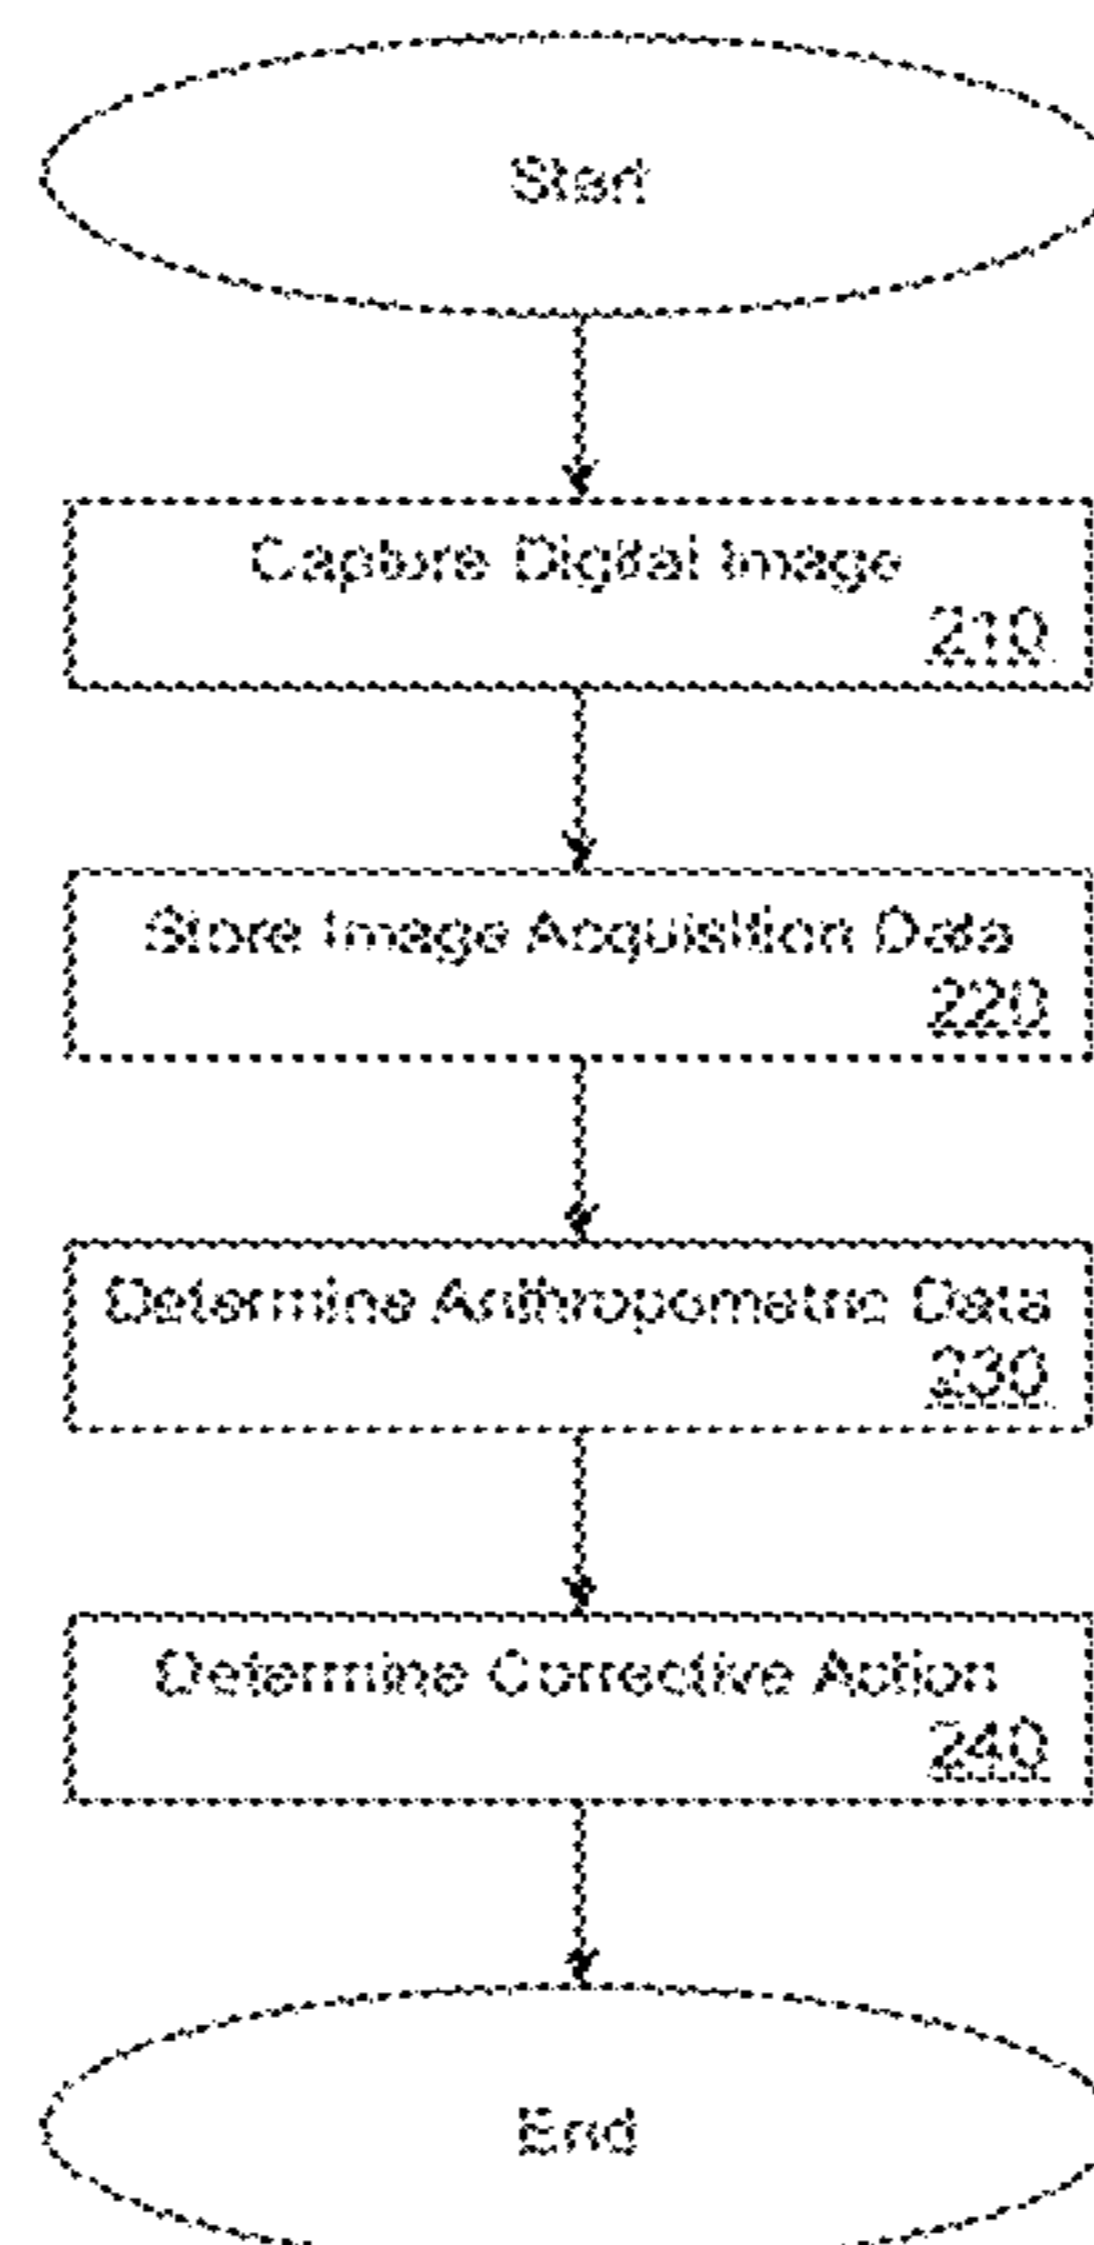 Start
Capture Digital Image
210
Store Image Acquisition Data
220
Determine Anthropometric Data
230
Determine Corrective Action
240
End